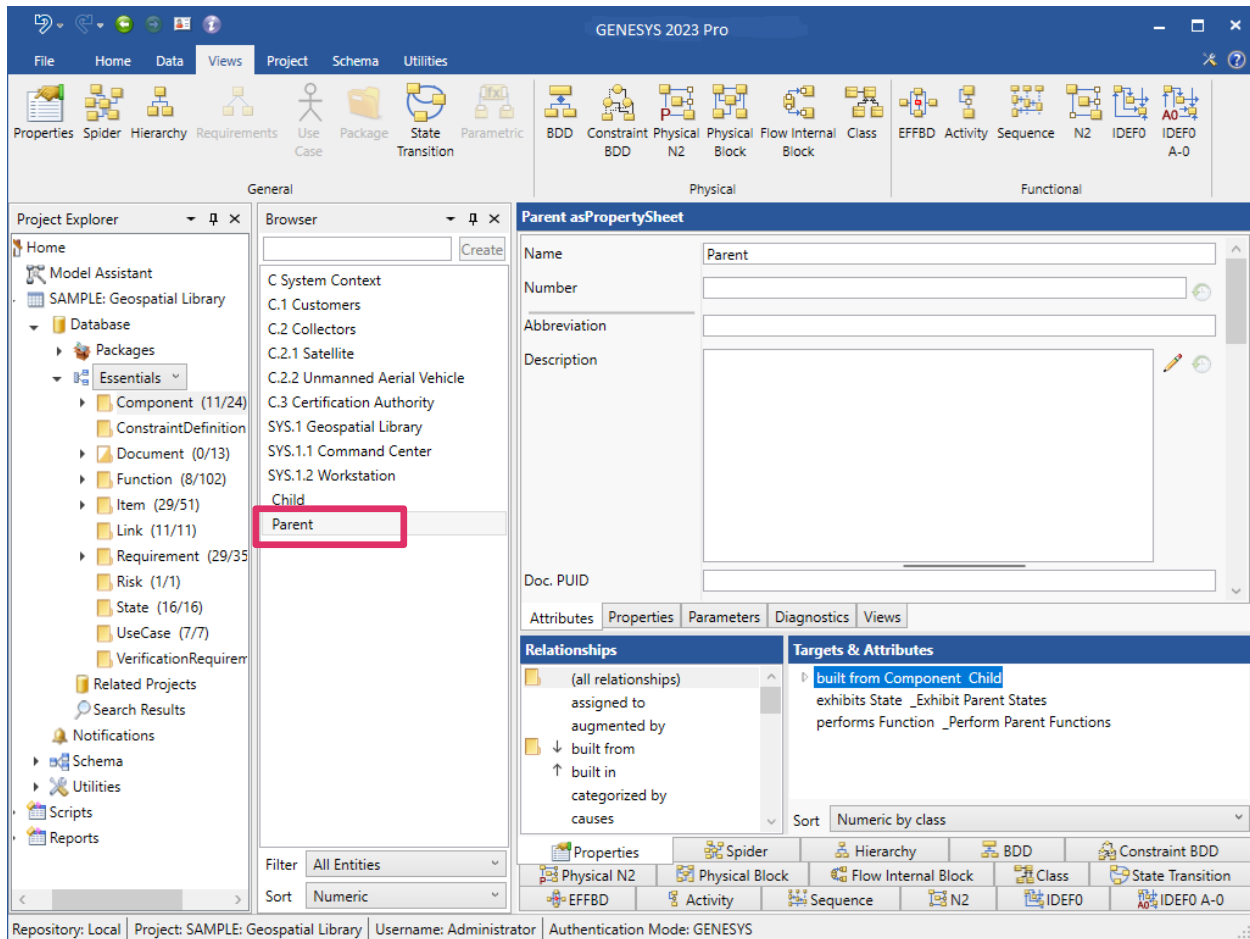 GENESYS 2023 Pro
File Home Data Views Project Schema Utilities
Properties Spider Hierarchy Requirements Use Case Package State Transition Parametric
General
BDD Constraint BDD Physical N2 Physical Block Flow Internal Block Class
Physical
EFFBD Activity Sequence N2 IDEF0 IDEF0 A-0
Functional
Project Explorer
Home
Model Assistant
SAMPLE: Geospatial Library
Database
Packages
Essentials
Component (11/24)
ConstraintDefinition
Document (0/13)
Function (8/102)
Item (29/51)
Link (11/11)
Requirement (29/35
Risk (1/1)
State (16/16)
UseCase (7/7)
VerificationRequirem
Related Projects
Search Results
Notifications
Schema
Utilities
Scripts
Reports
Browser
Create
C System Context
C.1 Customers
C.2 Collectors
C.2.1 Satellite
C.2.2 Unmanned Aerial Vehicle
C.3 Certification Authority
SYS.1 Geospatial Library
SYS.1.1 Command Center
SYS.1.2 Workstation
Child
Parent
Filter All Entities
Sort Numeric
Parent asPropertySheet
Name Parent
Number
Abbreviation
Description
Doc. PUID
Attributes Properties Parameters Diagnostics Views
Relationships
(all relationships)
assigned to
augmented by
built from
built in
categorized by
causes
Targets & Attributes
built from Component Child
exhibits State _Exhibit Parent States
performs Function _Perform Parent Functions
Sort Numeric by class
Properties Spider Hierarchy BDD Constraint BDD
Physical N2 Physical Block Flow Internal Block Class State Transition
EFFBD Activity Sequence N2 IDEF0 IDEF0 A-0
Repository: Local Project: SAMPLE: Geospatial Library Username: Administrator Authentication Mode: GENESYS